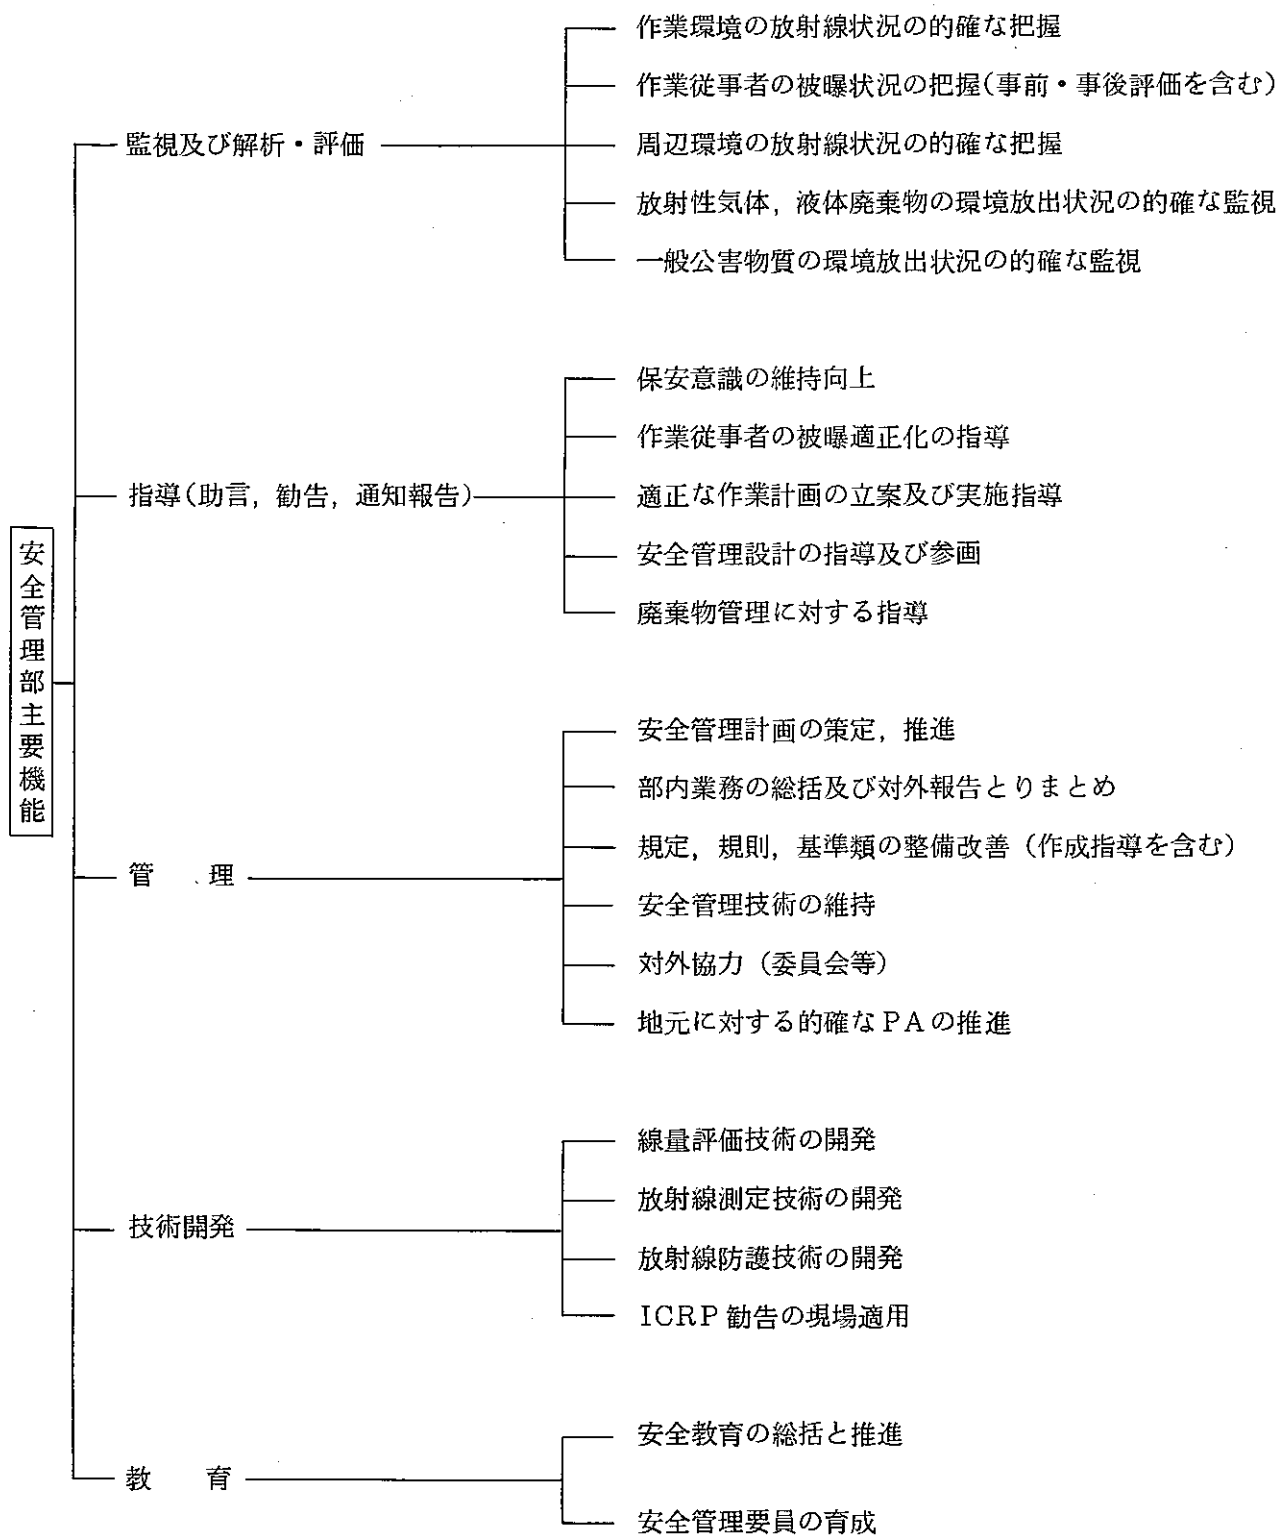 安全管理部主要機能
監視及び解析・評価
作業環境の放射線状況の的確な把握
作業従事者の被曝状況の把握(事前・事後評価を含む)
周辺環境の放射線状況の的確な把握
放射性気体，液体廃棄物の環境放出状況の的確な監視
一般公害物質の環境放出状況の的確な監視
指導(助言，勧告，通知報告)
保安意識の維持向上
作業従事者の被曝適正化の指導
適正な作業計画の立案及び実施指導
安全管理設計の指導及び参画
廃棄物管理に対する指導
管　理
安全管理計画の策定，推進
部内業務の総括及び対外報告とりまとめ
規定，規則，基準類の整備改善（作成指導を含む）
安全管理技術の維持
対外協力（委員会等）
地元に対する的確なPAの推進
技術開発
線量評価技術の開発
放射線測定技術の開発
放射線防護技術の開発
ICRP勧告の現場適用
教　育
安全教育の総括と推進
安全管理要員の育成